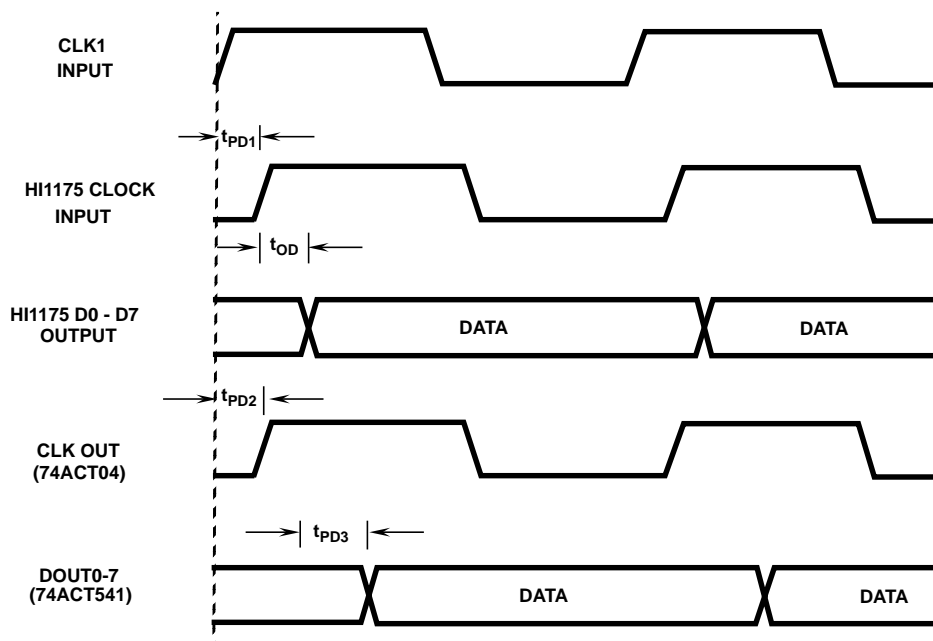 CLK1
INPUT
tPD1
HI1175 CLOCK
INPUT
tOD
HI1175 D0 - D7
OUTPUT
DATA
DATA
tPD2
CLK OUT
(74ACT04)
tPD3
DOUT0-7
(74ACT541)
DATA
DATA